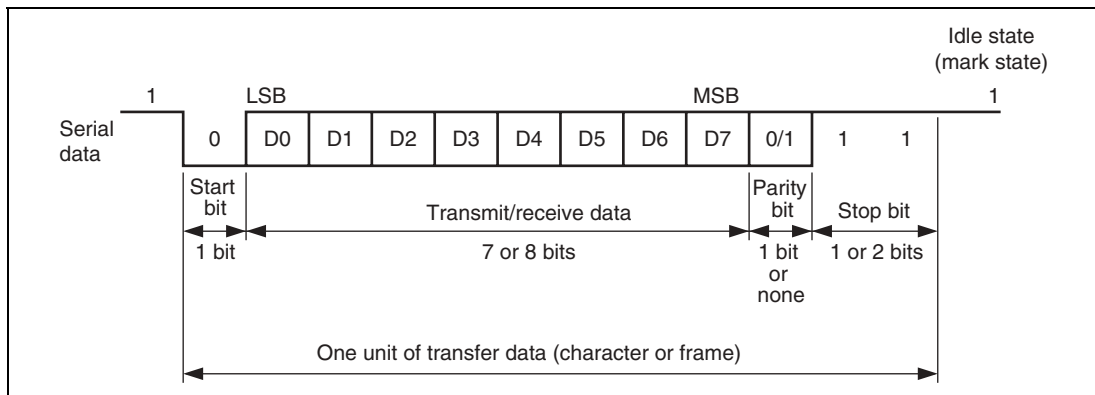 Idle state
(mark state)
1 LSB MSB 1
Serial
data
0 D0 D1 D2 D3 D4 D5 D6 D7 0/1 1 1
Start
bit
Transmit/receive data
Parity
bit
Stop bit
1 bit
7 or 8 bits
1 bit
or
none
1 or 2 bits
One unit of transfer data (character or frame)